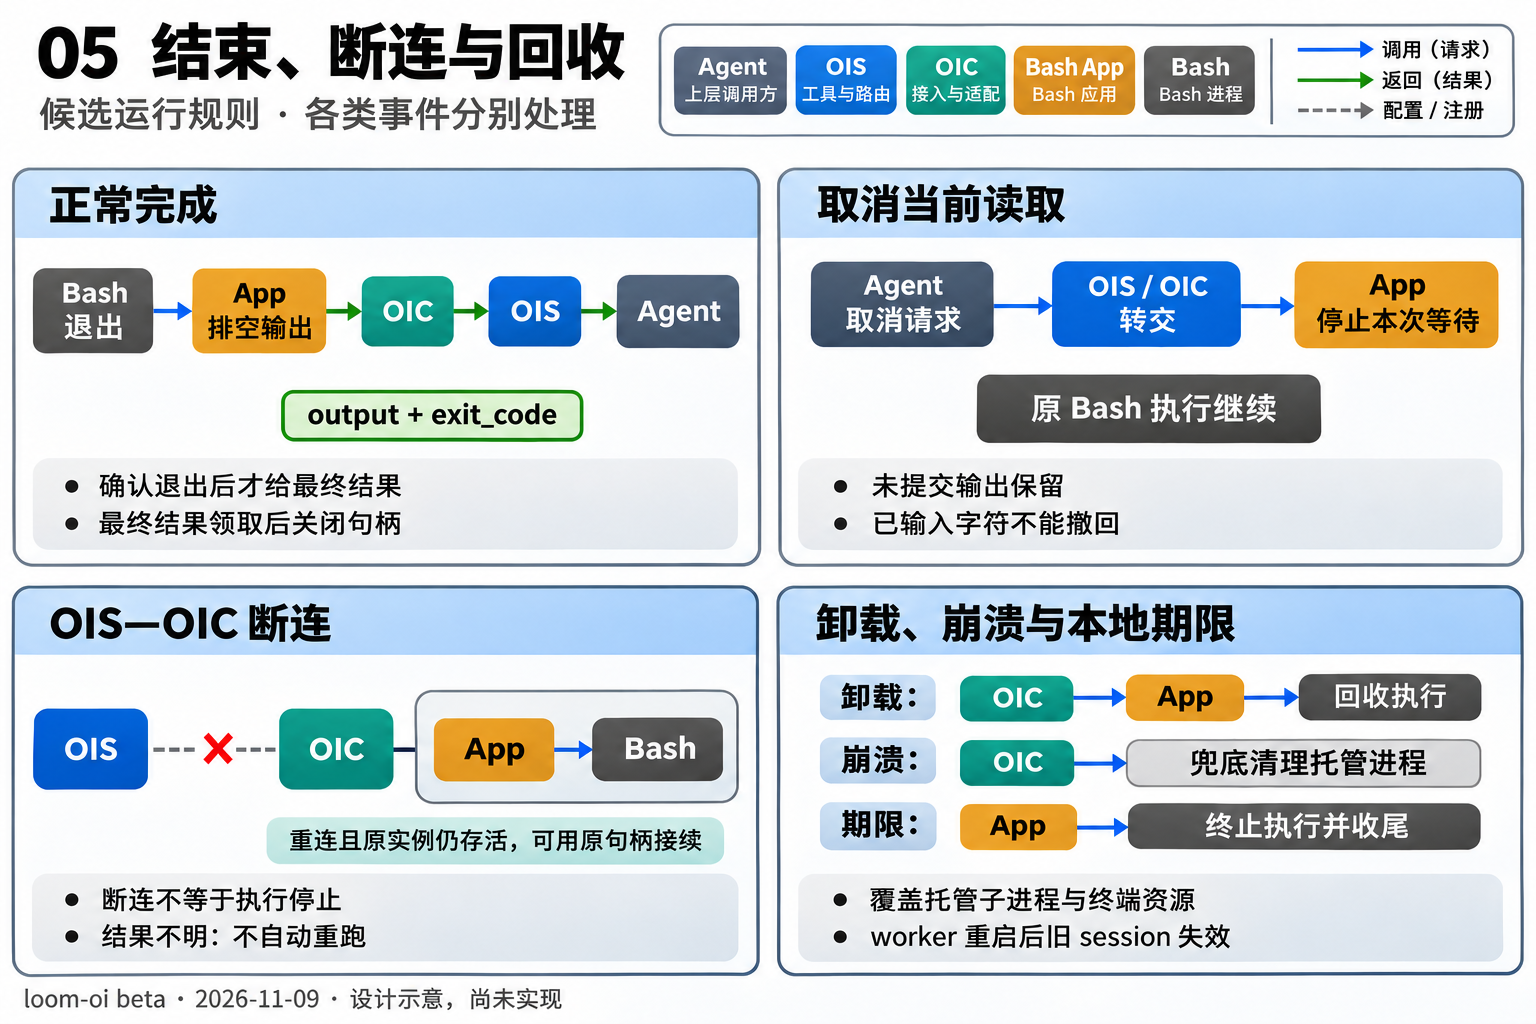 05 结束、断连与回收
候选运行规则 · 各类事件分别处理
Agent
上层调用方
OIS
工具与路由
OIC
接入与适配
Bash App
Bash 应用
Bash
Bash 进程
调用（请求）
返回（结果）
配置 / 注册
正常完成
Bash
退出
App
排空输出
OIC
OIS
Agent
output + exit_code
● 确认退出后才给最终结果
● 最终结果领取后关闭句柄
取消当前读取
Agent
取消请求
OIS / OIC
转交
App
停止本次等待
原 Bash 执行继续
● 未提交输出保留
● 已输入字符不能撤回
OIS—OIC 断连
OIS
OIC
App
Bash
重连且原实例仍存活，可用原句柄接续
● 断连不等于执行停止
● 结果不明：不自动重跑
卸载、崩溃与本地期限
卸载：
OIC
App
回收执行
崩溃：
OIC
兜底清理托管进程
期限：
App
终止执行并收尾
● 覆盖托管子进程与终端资源
● worker 重启后旧 session 失效
loom-oi beta · 2026-11-09 · 设计示意，尚未实现